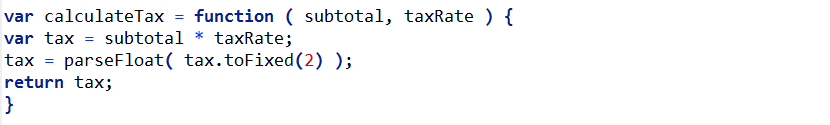 var calculateTax = function ( subtotal, taxRate ) {
var tax = subtotal * taxRate;
tax = parseFloat( tax.toFixed(2) );
return tax;
}